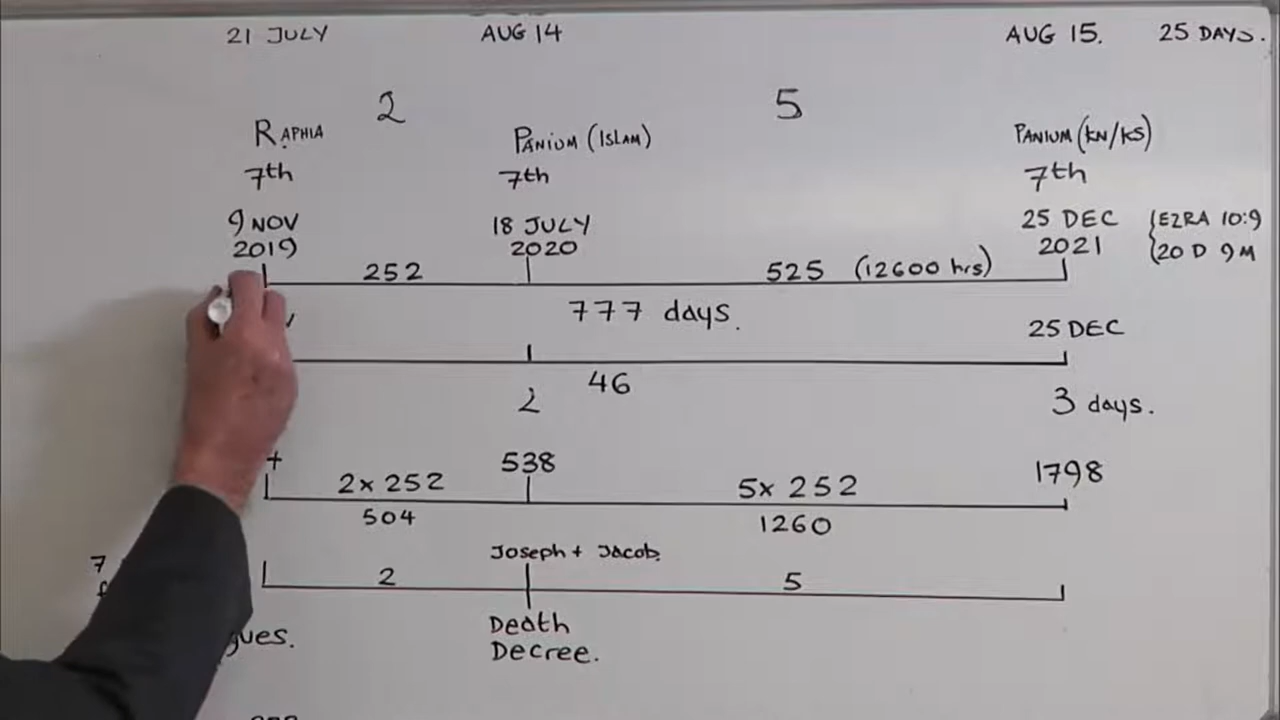 21 JULY AUG 14 AUG 15. 25 DAYS.
2 5
RAPHIA PANIUM (ISLAM) PANIUM (KN/KS)
7th 7th 7th
9 NOV 18 JULY 25 DEC {EZRA 10:9
2019 2020 2021 20 D 9 M
252 525 (12600 hrs)
777 days.
25 DEC
46
2 3 days.
+ 538 1798
2 x 252 5 x 252
504 1260
Joseph + Jacob.
7 2 5
Death
Decree.